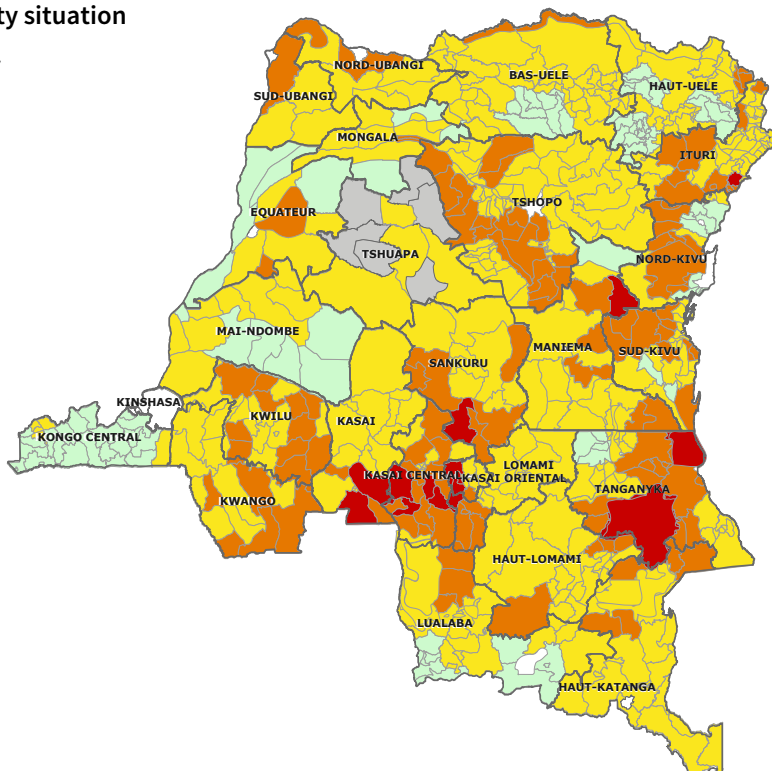 ty situation
NORD-UBANGI
BAS-UELE
HAUT-UELE
SUD-UBANGI
MONGALA
ITURI
TSHOPO
EQUATEUR
TSHUAPA
NORD-KIVU
MAI-NDOMBE
MANIEMA
SUD-KIVU
SANKURU
KINSHASA
KWILU
KASAI
KONGO CENTRAL
LOMAMI
KASAI CENTRAL
KASAI ORIENTAL
TANGANYKA
KWANGO
HAUT-LOMAMI
LUALABA
HAUT-KATANGA